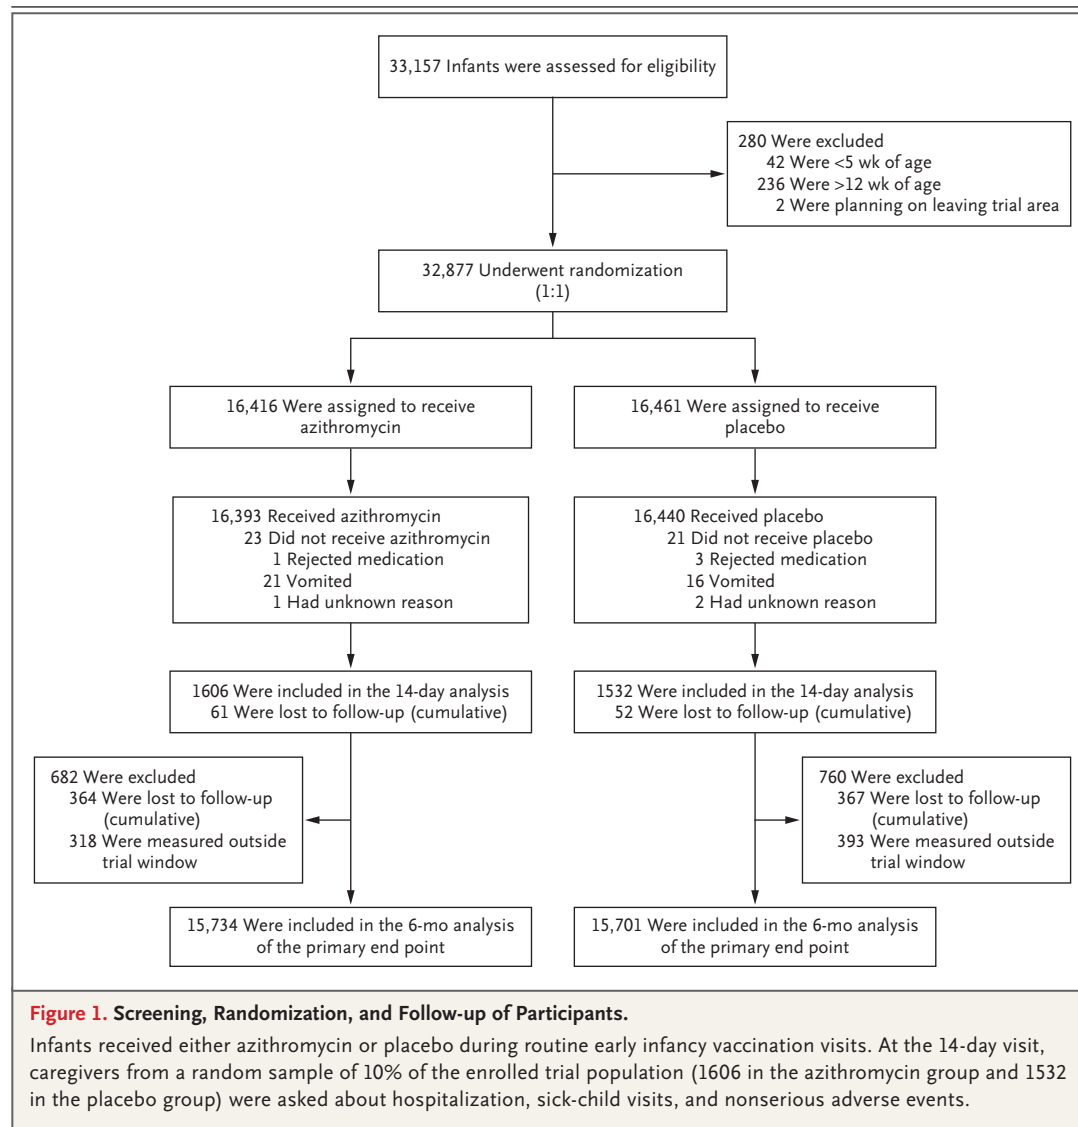 33,157 Infants were assessed for eligibility
280 Were excluded
42 Were <5 wk of age
236 Were >12 wk of age
2 Were planning on leaving trial area
32,877 Underwent randomization
(1:1)
16,416 Were assigned to receive
azithromycin
16,461 Were assigned to receive
placebo
16,393 Received azithromycin
23 Did not receive azithromycin
1 Rejected medication
21 Vomited
1 Had unknown reason
16,440 Received placebo
21 Did not receive placebo
3 Rejected medication
16 Vomited
2 Had unknown reason
1606 Were included in the 14-day analysis
61 Were lost to follow-up (cumulative)
1532 Were included in the 14-day analysis
52 Were lost to follow-up (cumulative)
682 Were excluded
364 Were lost to follow-up
(cumulative)
318 Were measured outside
trial window
760 Were excluded
367 Were lost to follow-up
(cumulative)
393 Were measured outside
trial window
15,734 Were included in the 6-mo analysis
of the primary end point
15,701 Were included in the 6-mo analysis
of the primary end point
Figure 1. Screening, Randomization, and Follow-up of Participants.
Infants received either azithromycin or placebo during routine early infancy vaccination visits. At the 14-day visit,
caregivers from a random sample of 10% of the enrolled trial population (1606 in the azithromycin group and 1532
in the placebo group) were asked about hospitalization, sick-child visits, and nonserious adverse events.